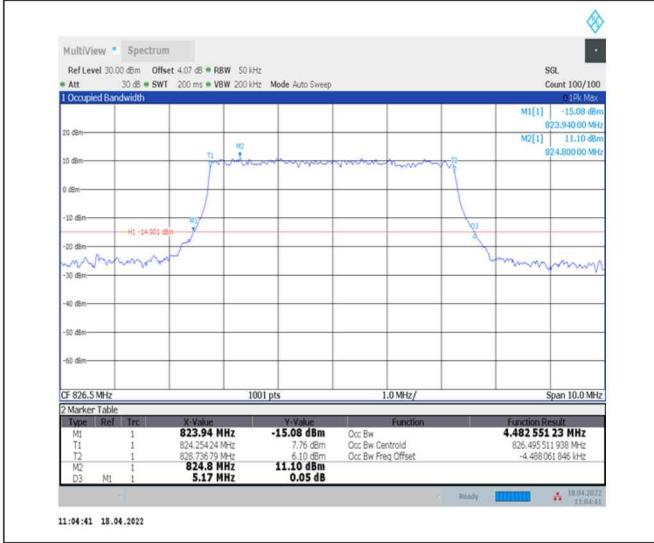 MultiView Spectrum
Ref Level 30.00 dBm Offset 4.07 dB RBW 50 kHz SGL
Att 30 dB SWT 200 ms VBW 200 kHz Mode Auto Sweep Count 100/100
1 Occupied Bandwidth 1Pk Max
M1[1] -15.08 dBm
823.94000 MHz
M2[1] 11.10 dBm
824.80000 MHz
20 dBm
M2
T1 T2
10 dBm
0 dBm
-10 dBm
M1
D3
H1 -14.901 dBm
-20 dBm
-30 dBm
-40 dBm
-50 dBm
-60 dBm
CF 826.5 MHz 1001 pts 1.0 MHz/ Span 10.0 MHz
2 Marker Table
Type Ref Trc X-Value Y-Value Function Function Result
M1 1 823.94 MHz -15.08 dBm Occ Bw 4.482 551 23 MHz
T1 1 824.254 24 MHz 7.76 dBm Occ Bw Centroid 826.495 511 938 MHz
T2 1 828.736 79 MHz 6.10 dBm Occ Bw Freq Offset -4.488 061 846 kHz
M2 1 824.8 MHz 11.10 dBm
D3 M1 1 5.17 MHz 0.05 dB
Ready 18.04.2022
11:04:41
11:04:41 18.04.2022